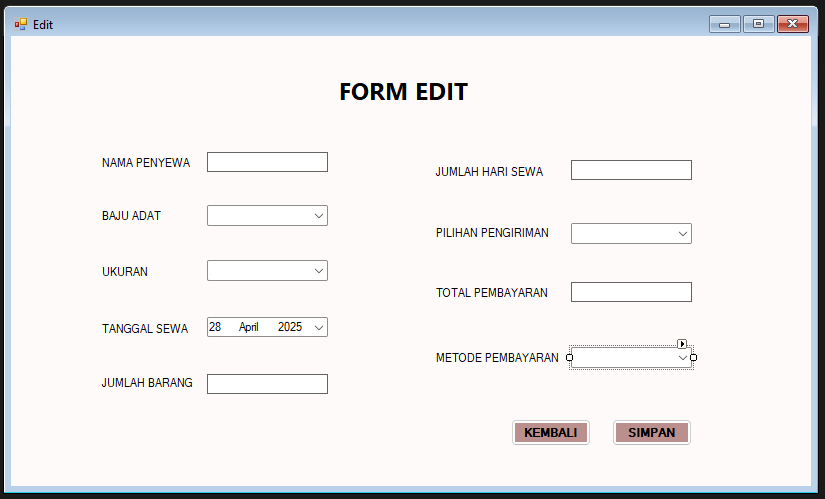 Edit
FORM EDIT
NAMA PENYEWA
BAJU ADAT
UKURAN
TANGGAL SEWA 28 April 2025
JUMLAH BARANG
JUMLAH HARI SEWA
PILIHAN PENGIRIMAN
TOTAL PEMBAYARAN
METODE PEMBAYARAN
KEMBALI SIMPAN